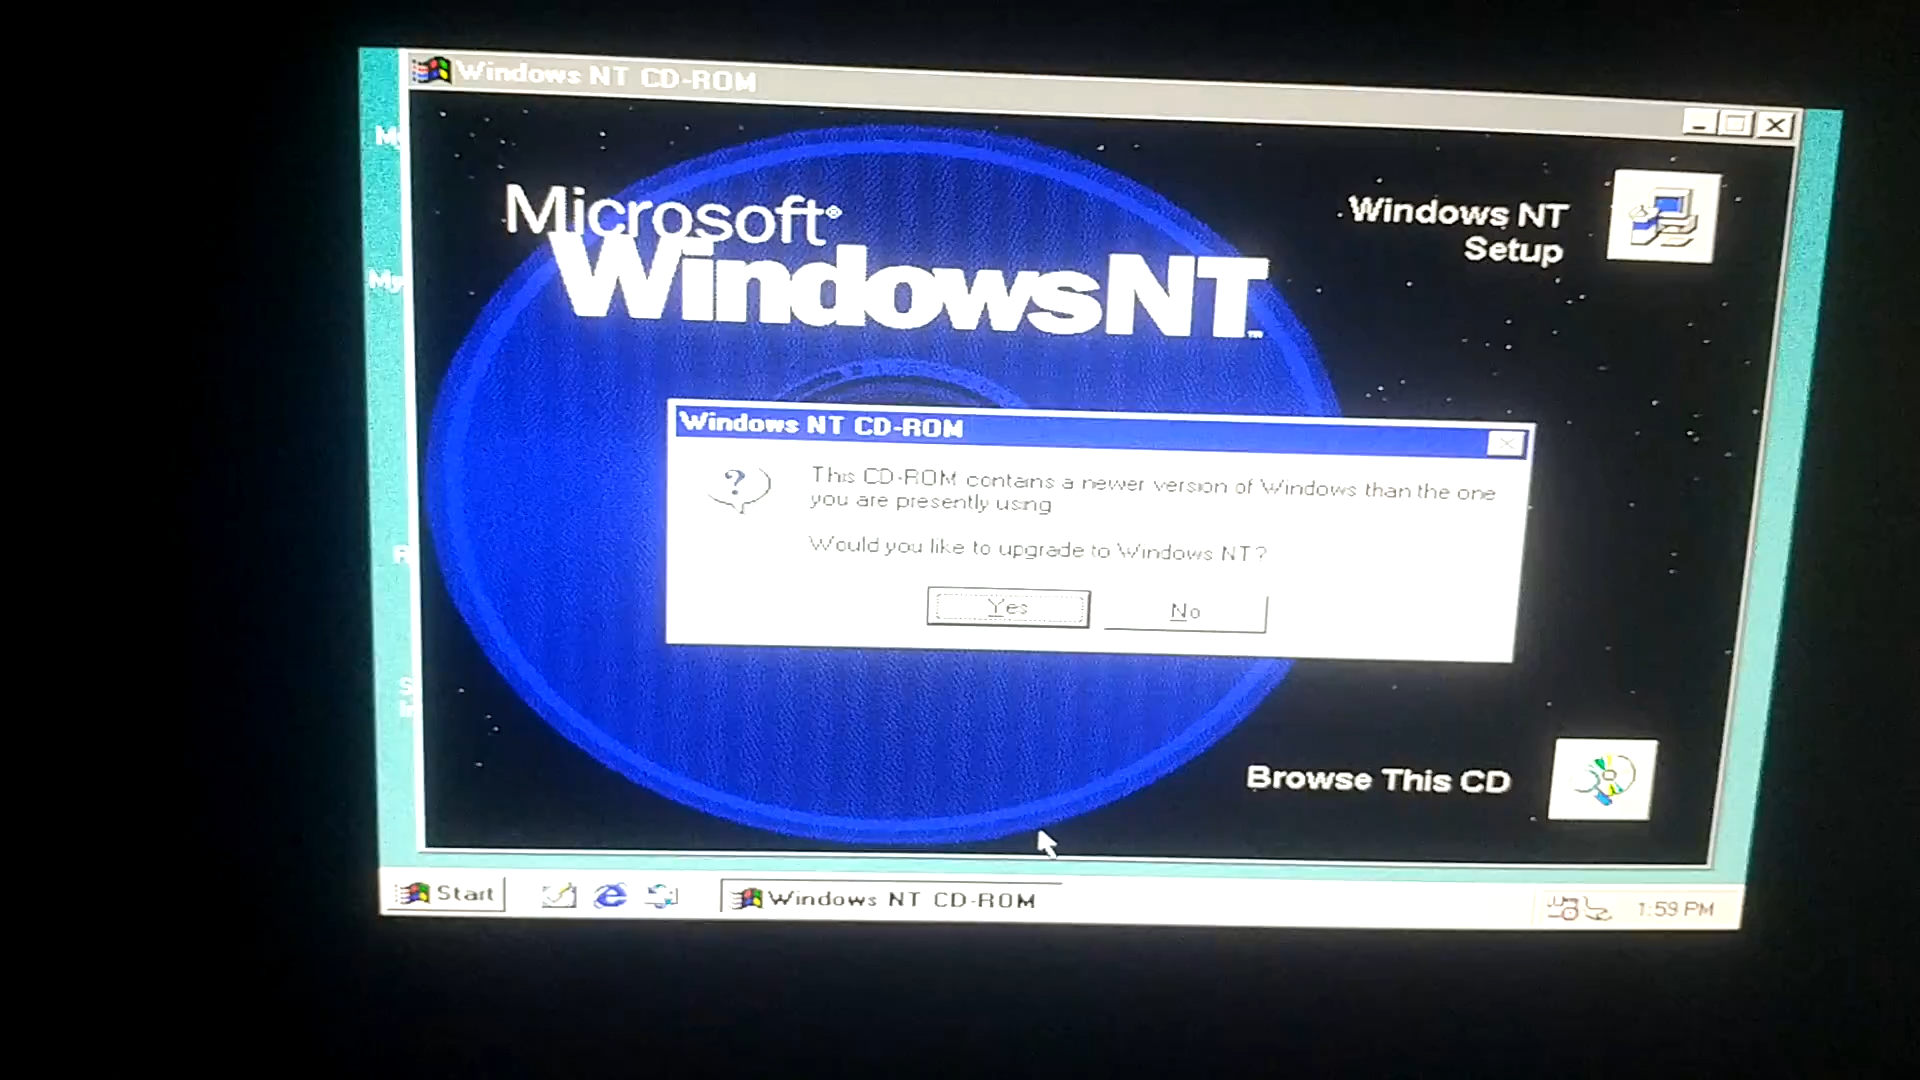 Windows NT CD-ROM
My
Microsoft®
WindowsNT™
Windows NT
Setup
Windows NT CD-ROM
This CD-ROM contains a newer version of Windows than the one
you are presently using
Would you like to upgrade to Windows NT?
Yes
No
Browse This CD
Start
Windows NT CD-ROM
1:59 PM